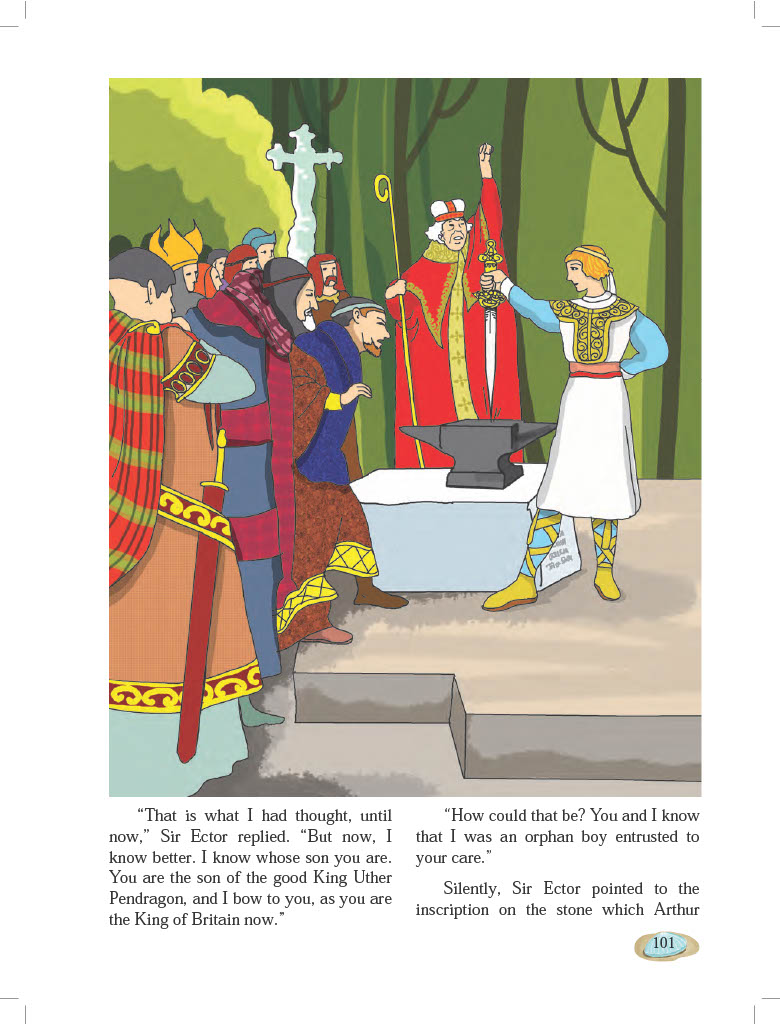 “That is what I had thought, until
now,” Sir Ector replied. “But now, I
know better. I know whose son you are.
You are the son of the good King Uther
Pendragon, and I bow to you, as you are
the King of Britain now.”
“How could that be? You and I know
that I was an orphan boy entrusted to
your care.”
Silently, Sir Ector pointed to the
inscription on the stone which Arthur
101